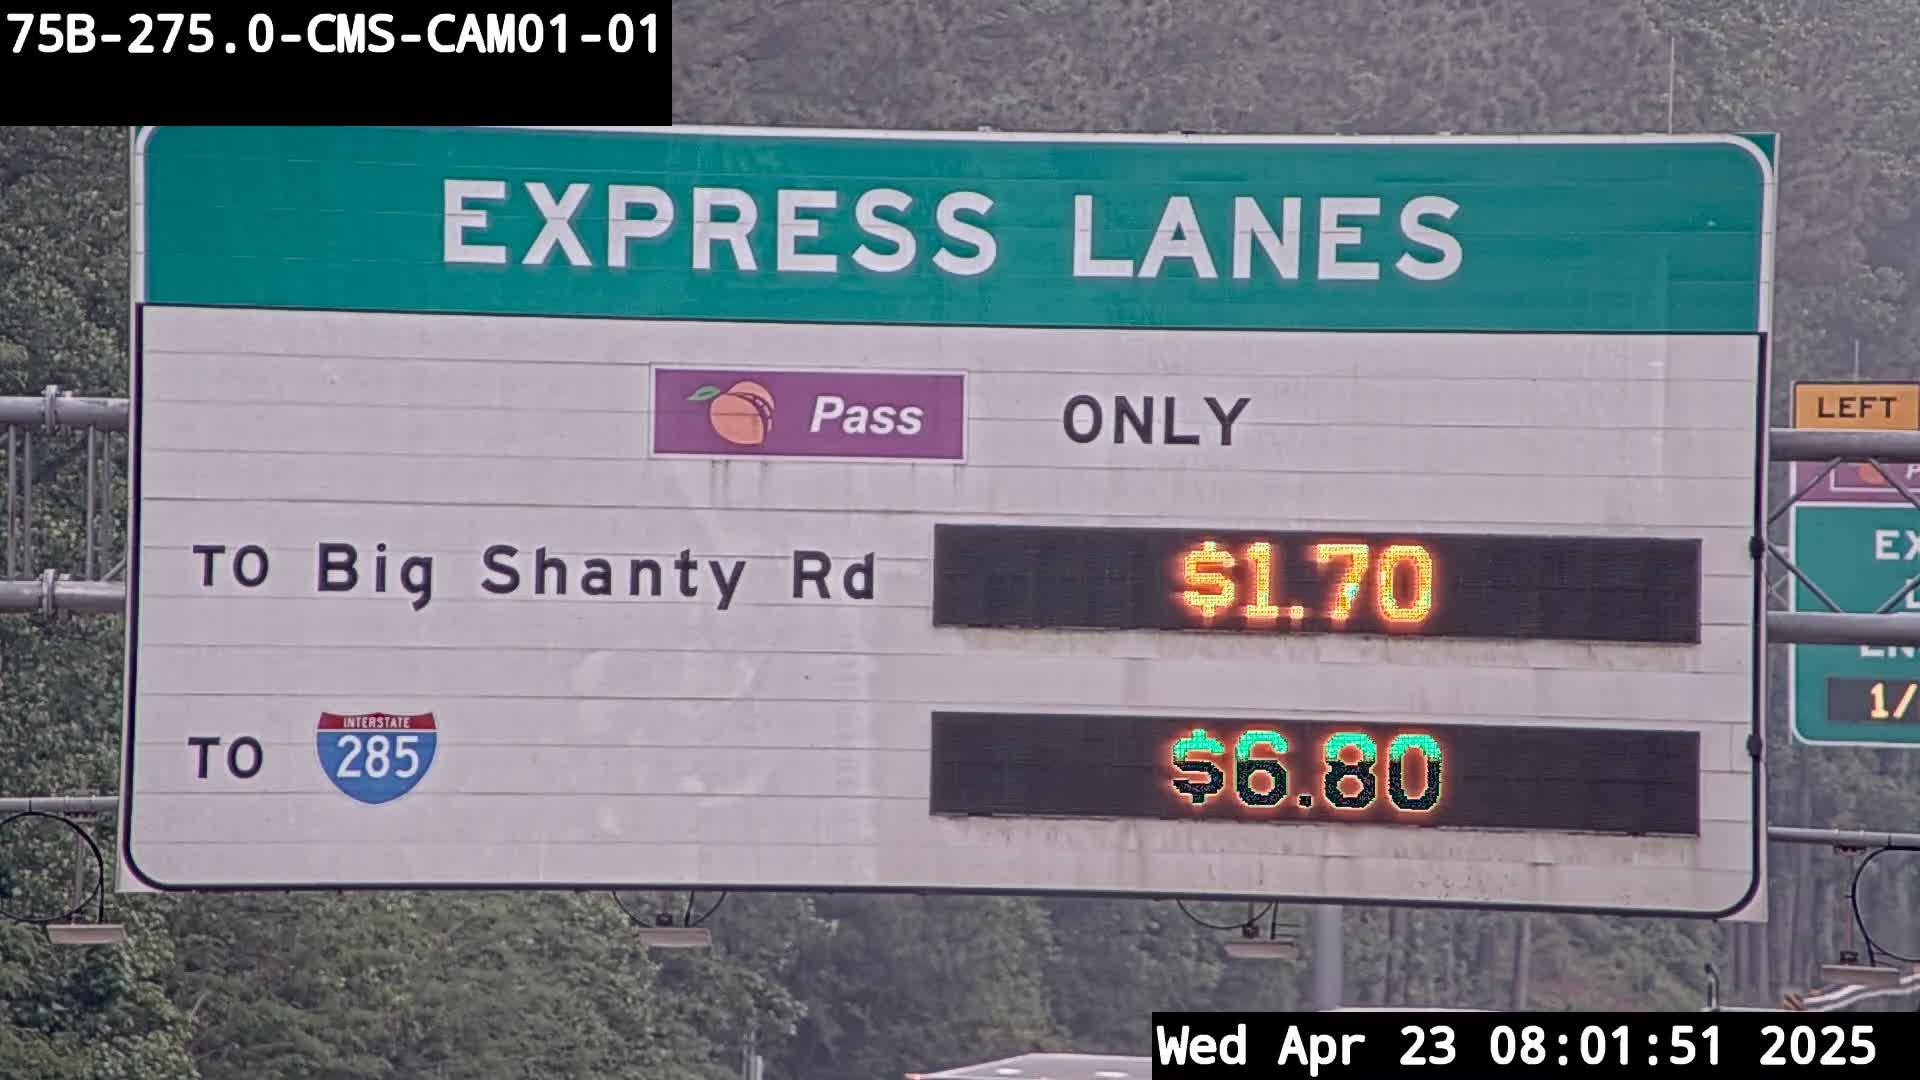 75B-275.0-CMS-CAM01-01
EXPRESS LANES
Pass ONLY
TO Big Shanty Rd $1.70
TO INTERSTATE 285 $6.80
LEFT
1/
Wed Apr 23 08:01:51 2025